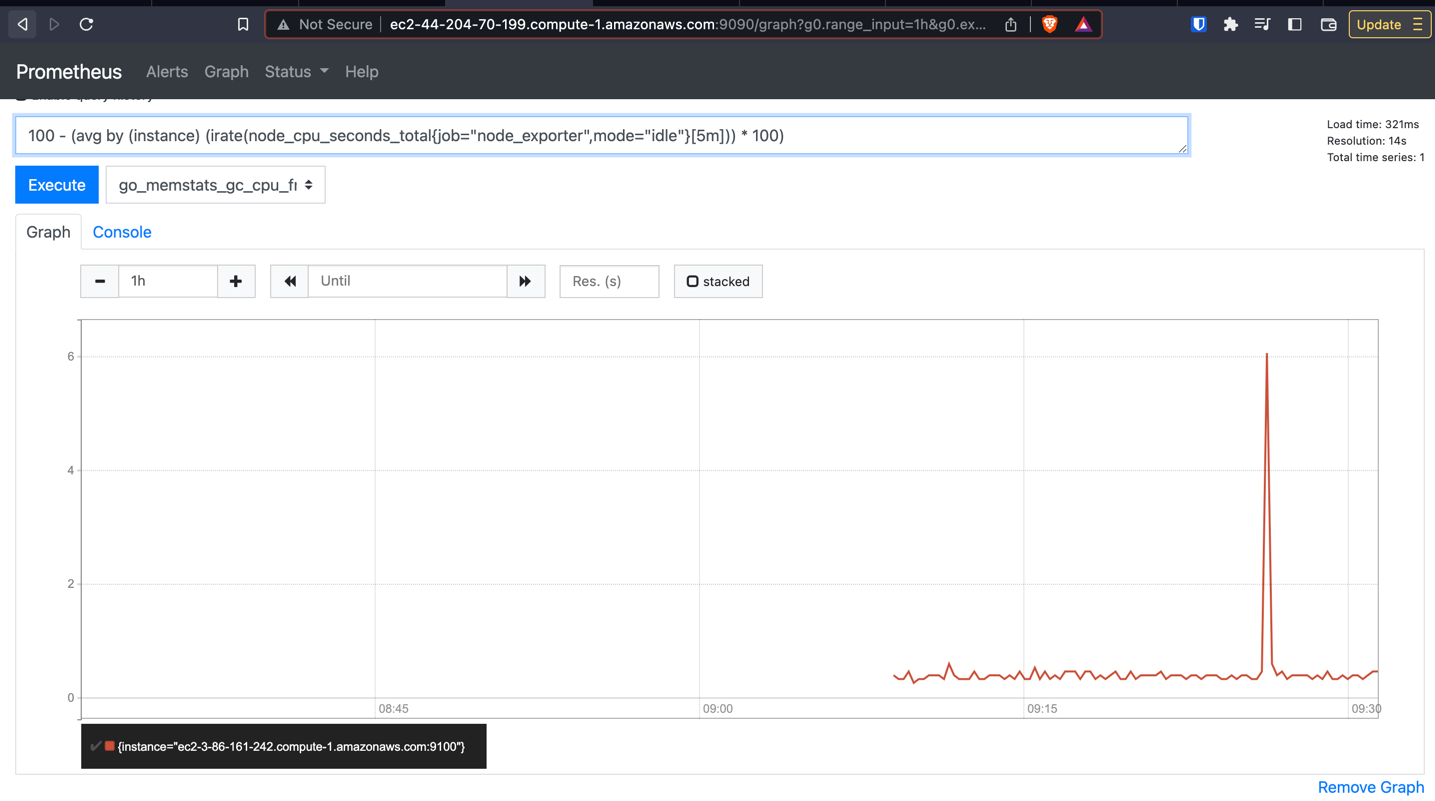 Not Secure ec2-44-204-70-199.compute-1.amazonaws.com:9090/graph?g0.range_input=1h&g0.ex...
Update
Prometheus Alerts Graph Status Help
Enable query history
100 - (avg by (instance) (irate(node_cpu_seconds_total{job="node_exporter",mode="idle"}[5m])) * 100)
Load time: 321ms
Resolution: 14s
Total time series: 1
Execute go_memstats_gc_cpu_fr
Graph Console
1h Until Res. (s) stacked
6
4
2
0
08:45 09:00 09:15 09:30
{instance="ec2-3-86-161-242.compute-1.amazonaws.com:9100"}
Remove Graph